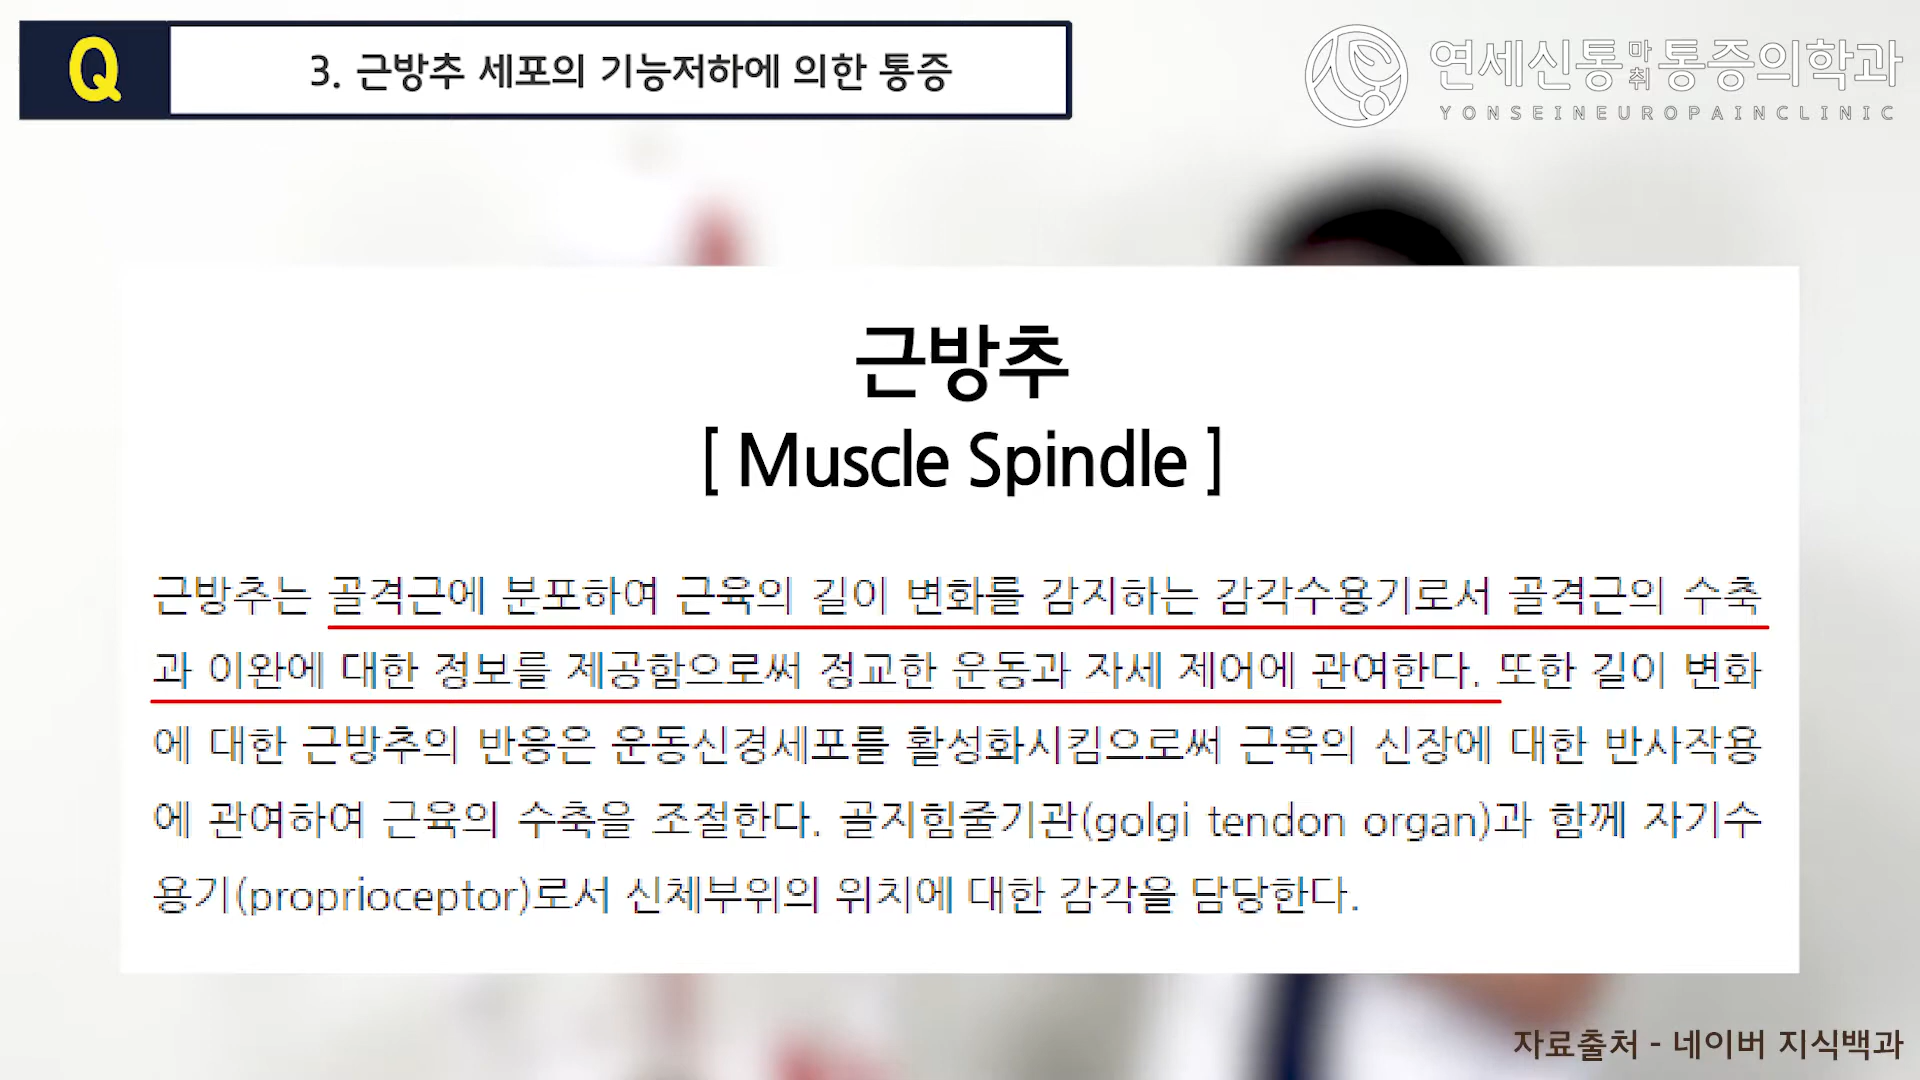 Q
3. 근방추 세포의 기능저하에 의한 통증
연세신통마취통증의학과
YONSEINEUROPAINCLINIC
근방추
[ Muscle Spindle ]
근방추는 골격근에 분포하여 근육의 길이 변화를 감지하는 감각수용기로서 골격근의 수축
과 이완에 대한 정보를 제공함으로써 정교한 운동과 자세 제어에 관여한다. 또한 길이 변화
에 대한 근방추의 반응은 운동신경세포를 활성화시킴으로써 근육의 신장에 대한 반사작용
에 관여하여 근육의 수축을 조절한다. 골지힘줄기관(golgi tendon organ)과 함께 자기수
용기(proprioceptor)로서 신체부위의 위치에 대한 감각을 담당한다.
자료출처 - 네이버 지식백과